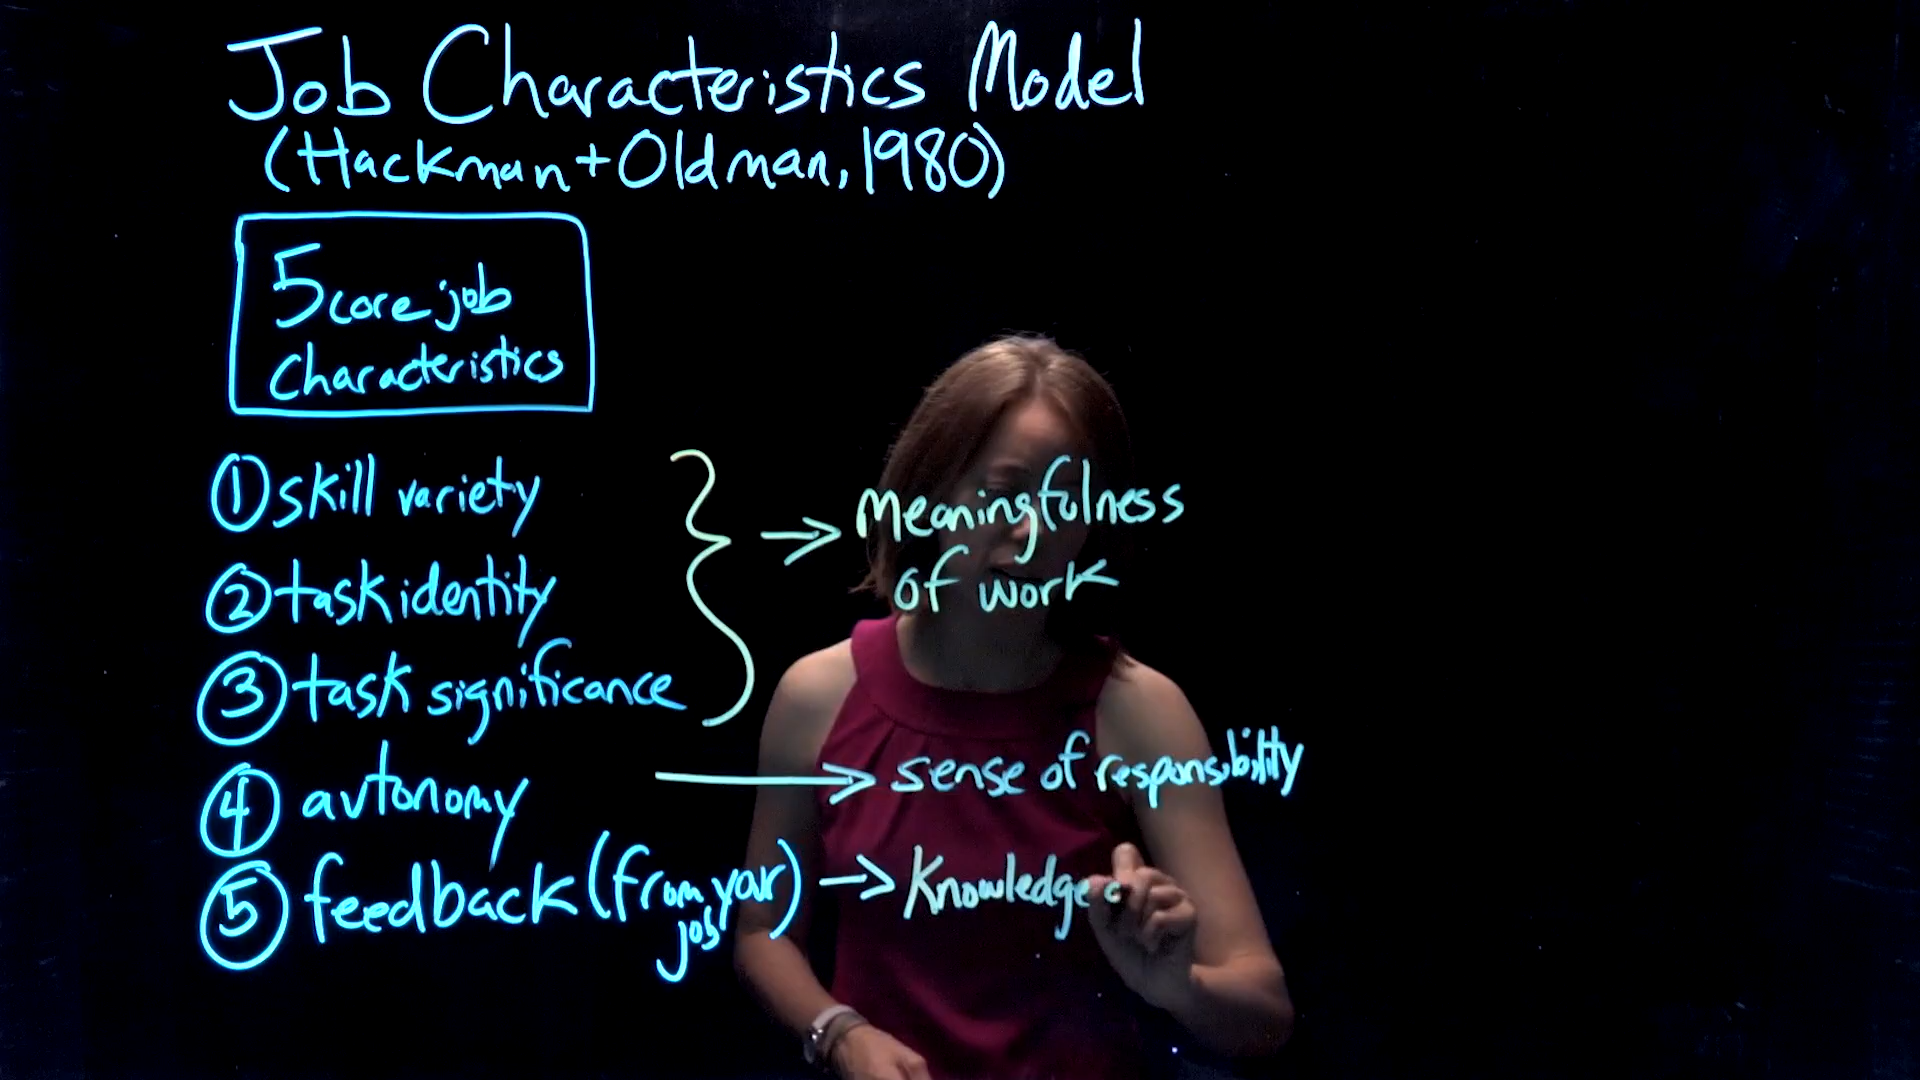 Job Characteristics Model
(Hackman + Oldman, 1980)
5 core job
characteristics
① skill variety
② task identity
③ task significance
④ autonomy
⑤ feedback (from your
job)
→ Meaningfulness
of work
→ sense of responsibility
→ Knowledge o